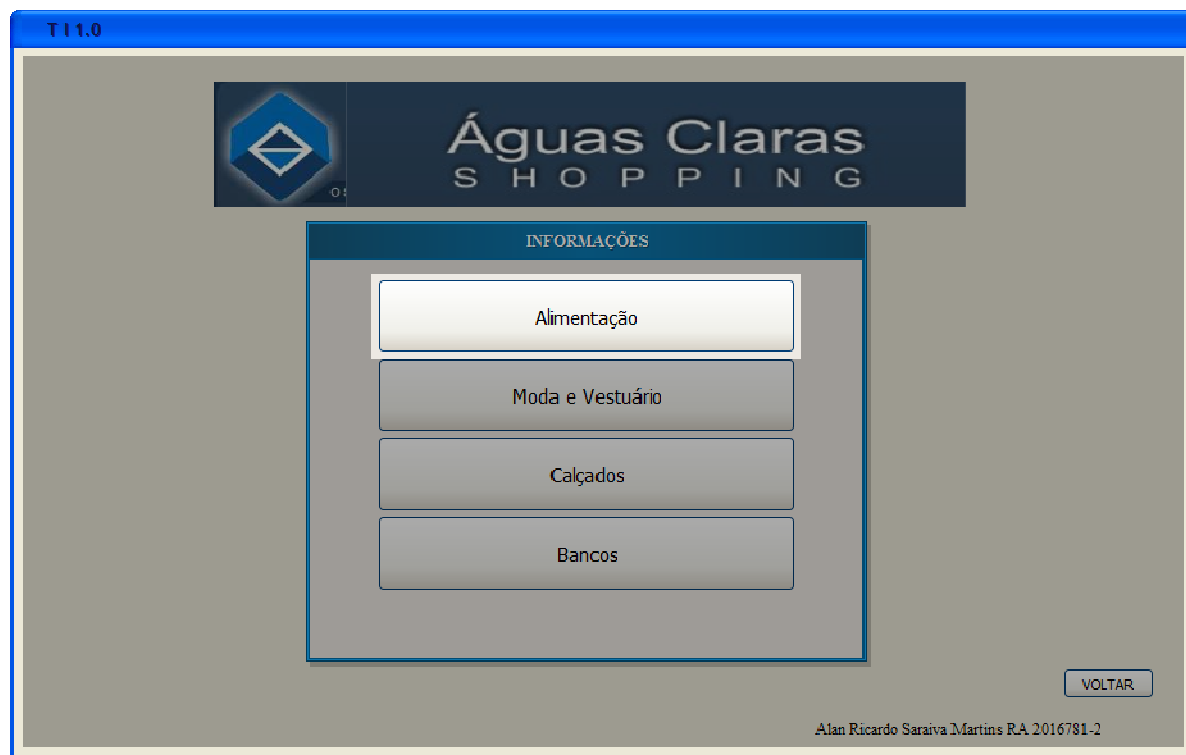 T I 1.0
Águas Claras
SHOPPING
INFORMAÇÕES
Alimentação
Moda e Vestuário
Calçados
Bancos
VOLTAR
Alan Ricardo Saraiva Martins RA 2016781-2